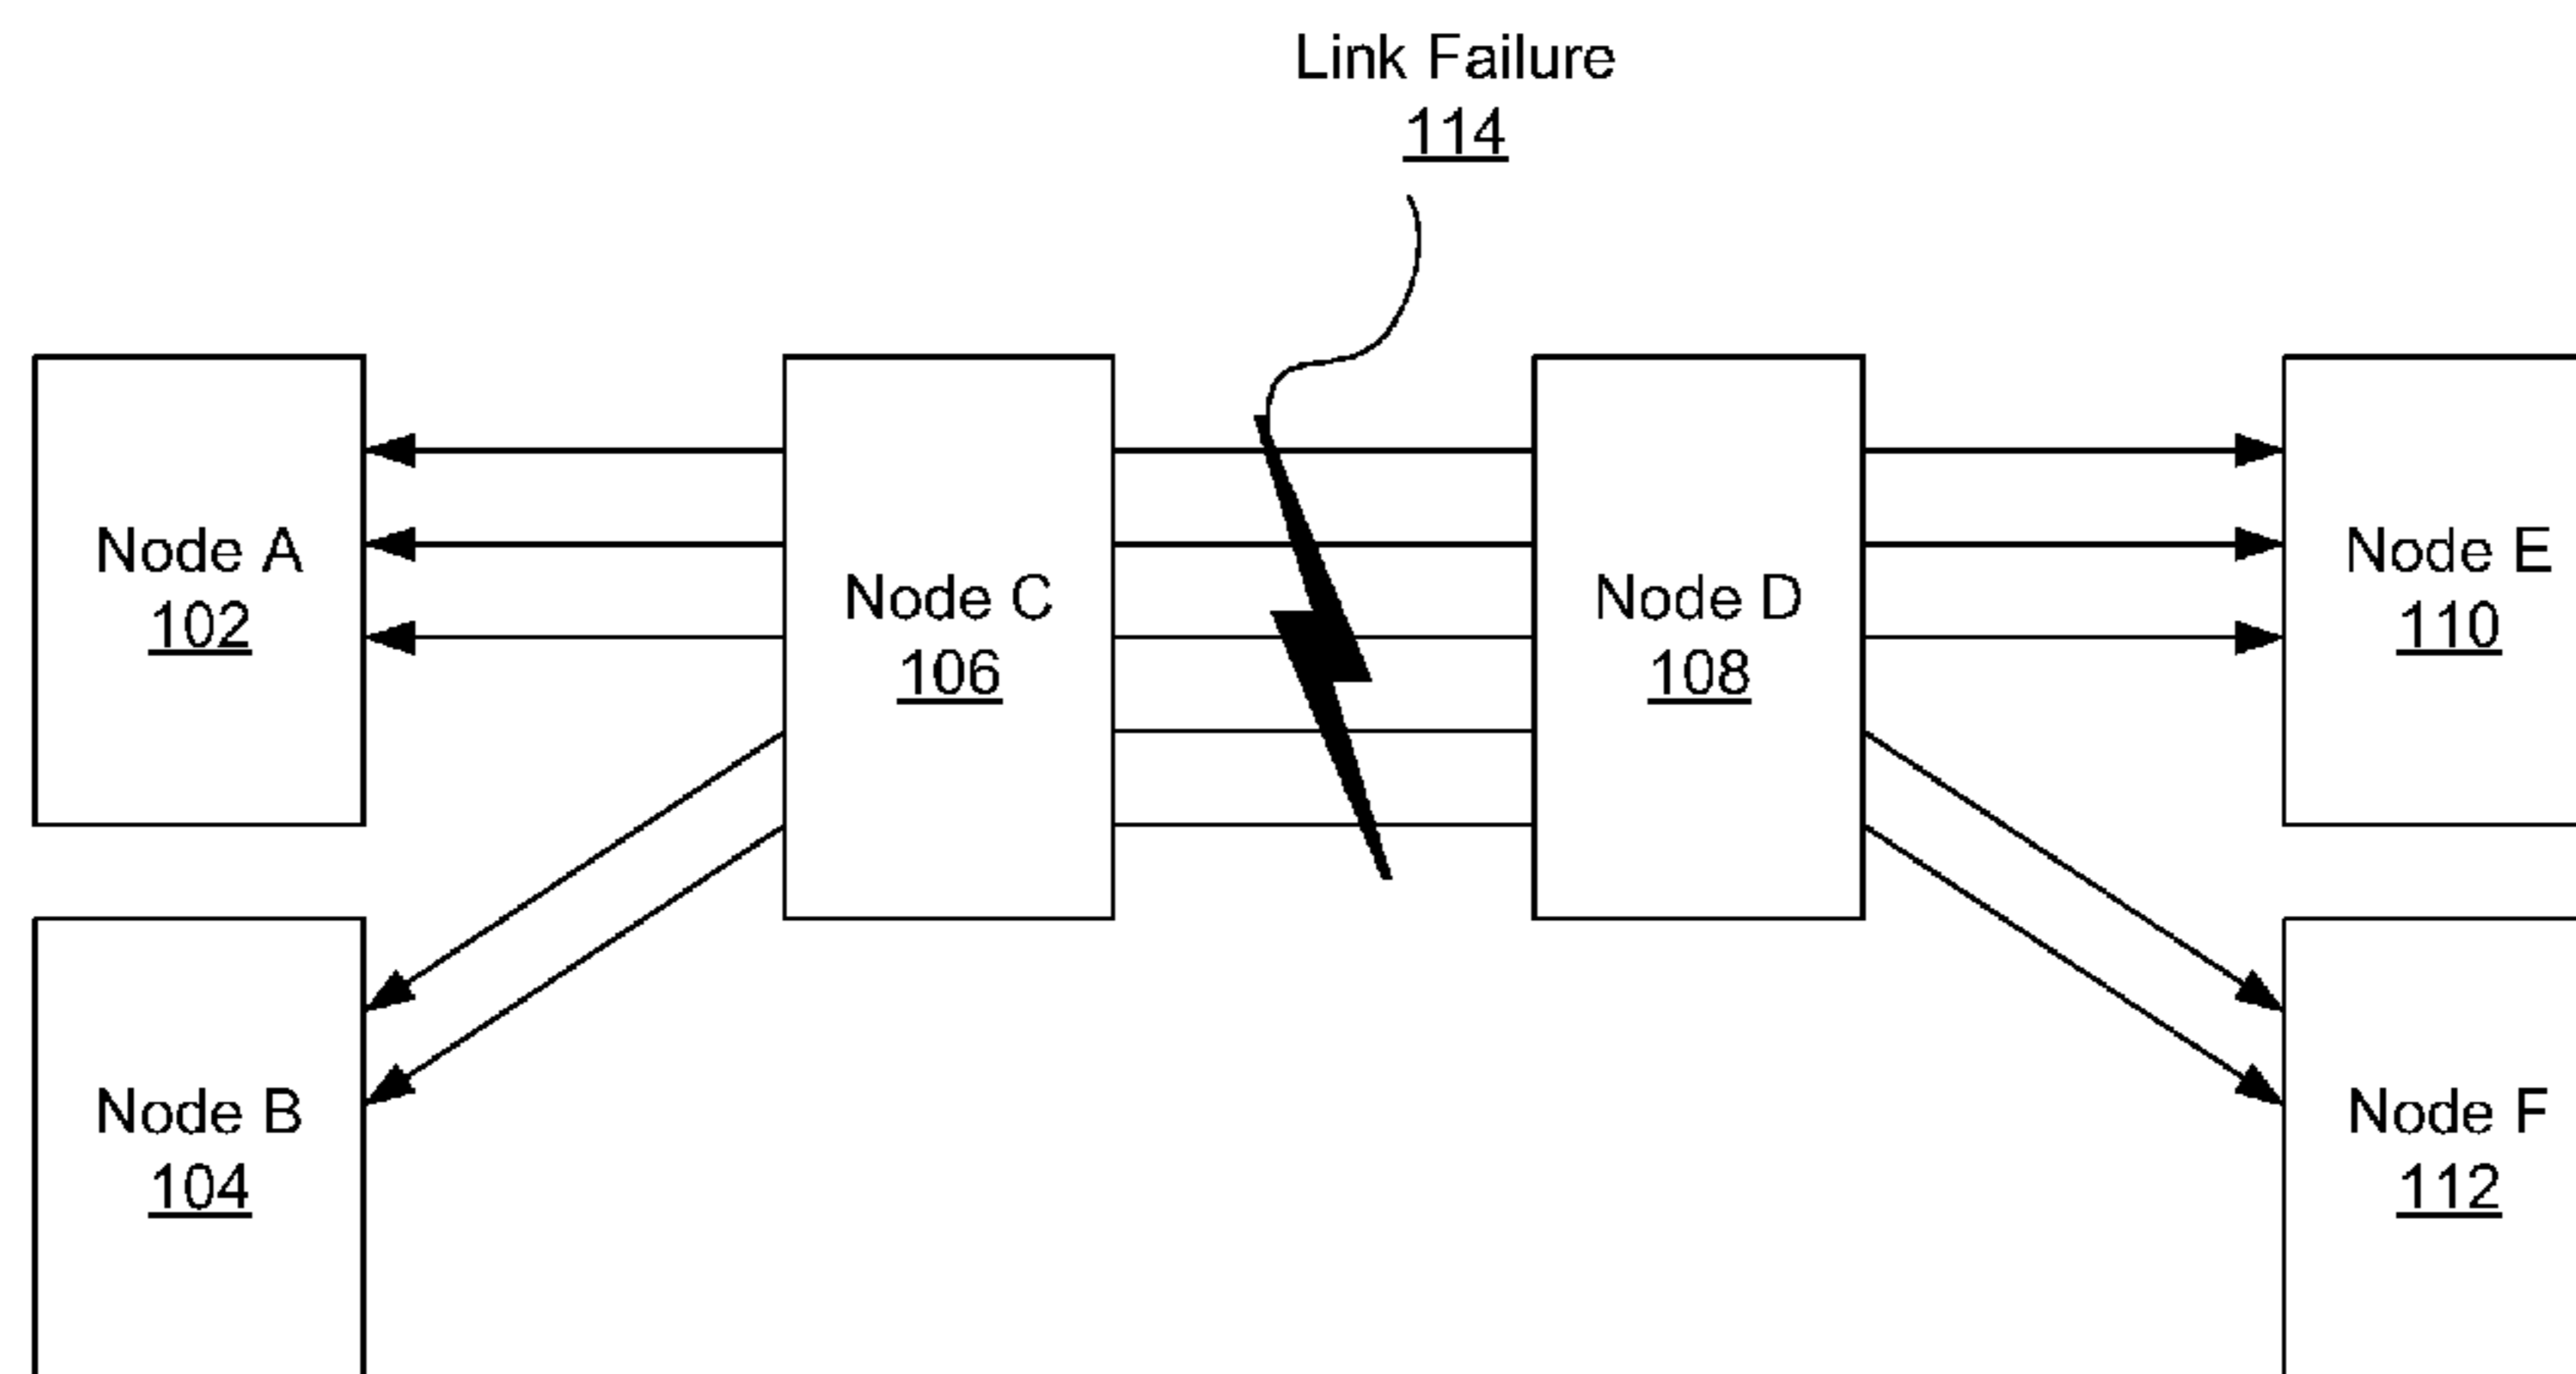 Link Failure
114
Node A
102
Node C
106
Node D
108
Node E
110
Node B
104
Node F
112